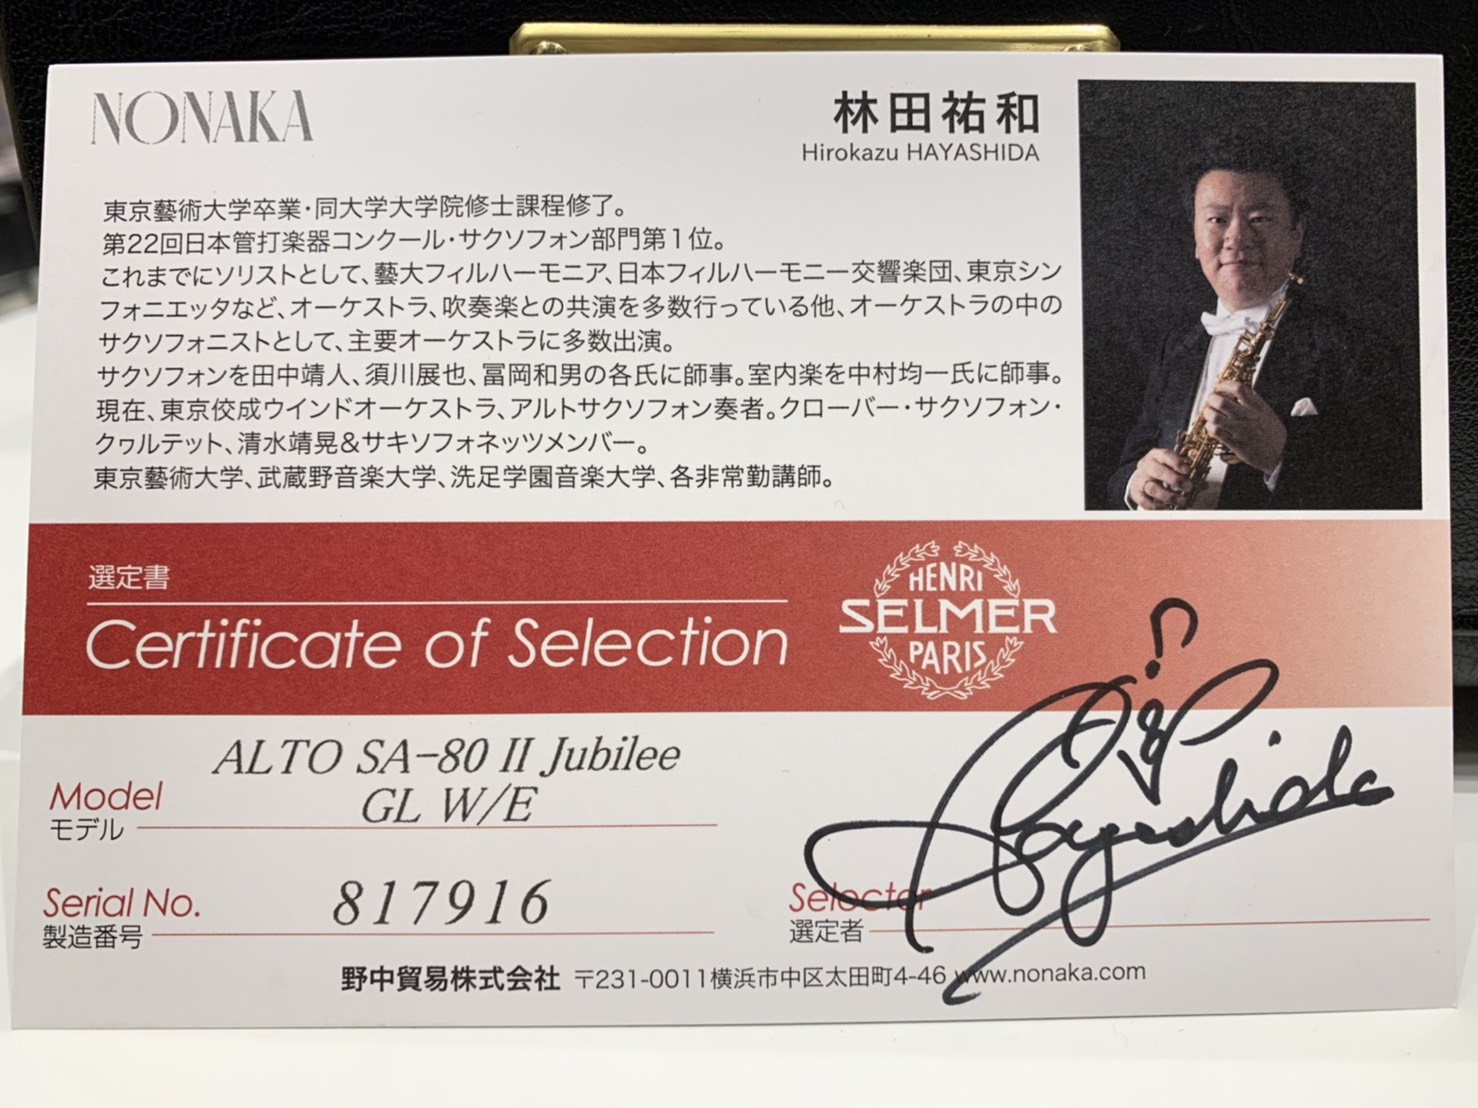 NONAKA
林田祐和
Hirokazu HAYASHIDA
東京藝術大学卒業・同大学大学院修士課程修了。
第22回日本管打楽器コンクール・サクソフォン部門第1位。
これまでにソリストとして、藝大フィルハーモニア、日本フィルハーモニー交響楽団、東京シン
フォニエッタなど、オーケストラ、吹奏楽との共演を多数行っている他、オーケストラの中の
サクソフォニストとして、主要オーケストラに多数出演。
サクソフォンを田中靖人、須川展也、冨岡和男の各氏に師事。室内楽を中村均一氏に師事。
現在、東京佼成ウインドオーケストラ、アルトサクソフォン奏者。クローバー・サクソフォン・
クヮルテット、清水靖晃&サキソフォネッツメンバー。
東京藝術大学、武蔵野音楽大学、洗足学園音楽大学、各非常勤講師。
選定書
Certificate of Selection
HENRI
SELMER
PARIS
ALTO SA-80 II Jubilee
GL W/E
Model
モデル
Serial No.
817916
製造番号
Hayashida
Selector
選定者
野中貿易株式会社 〒231-0011横浜市中区太田町4-46 www.nonaka.com